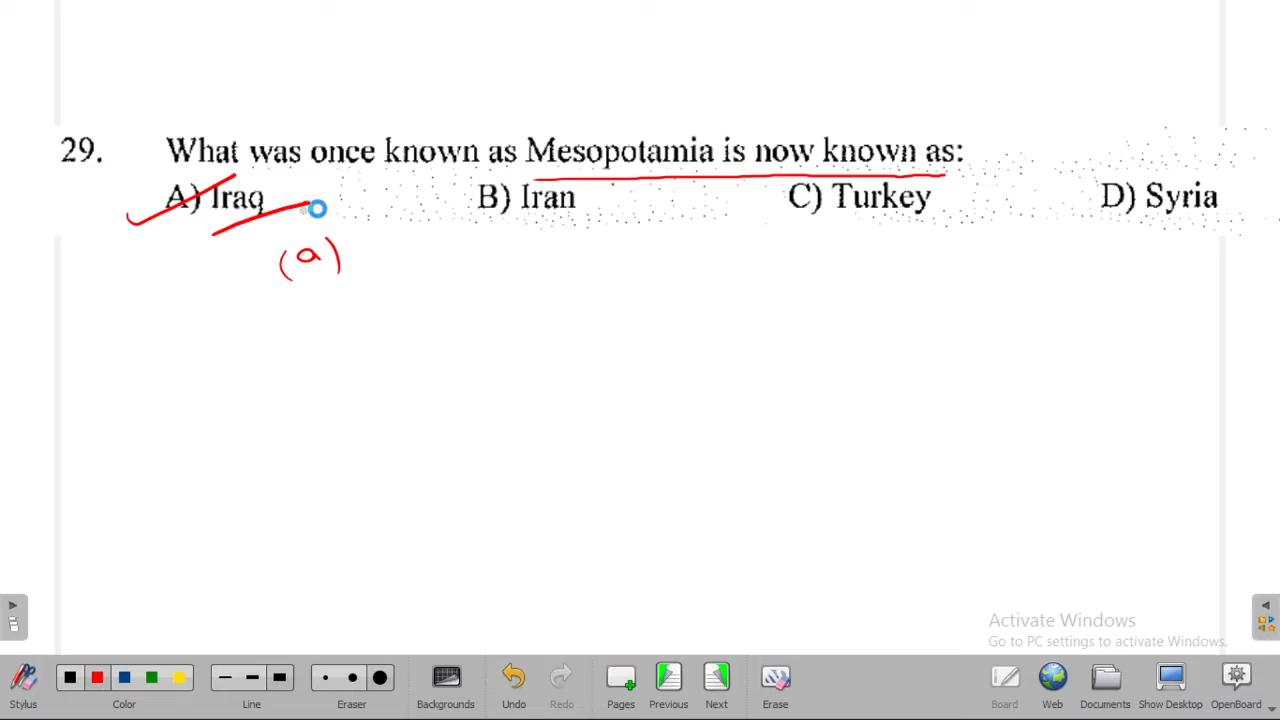 29. What was once known as Mesopotamia is now known as:
A) Iraq B) Iran C) Turkey D) Syria
(a)
Activate Windows
Go to PC settings to activate Windows.
Stylus Color Line Eraser Backgrounds Undo Redo Pages Previous Next Erase Board Web Documents Show Desktop OpenBoard